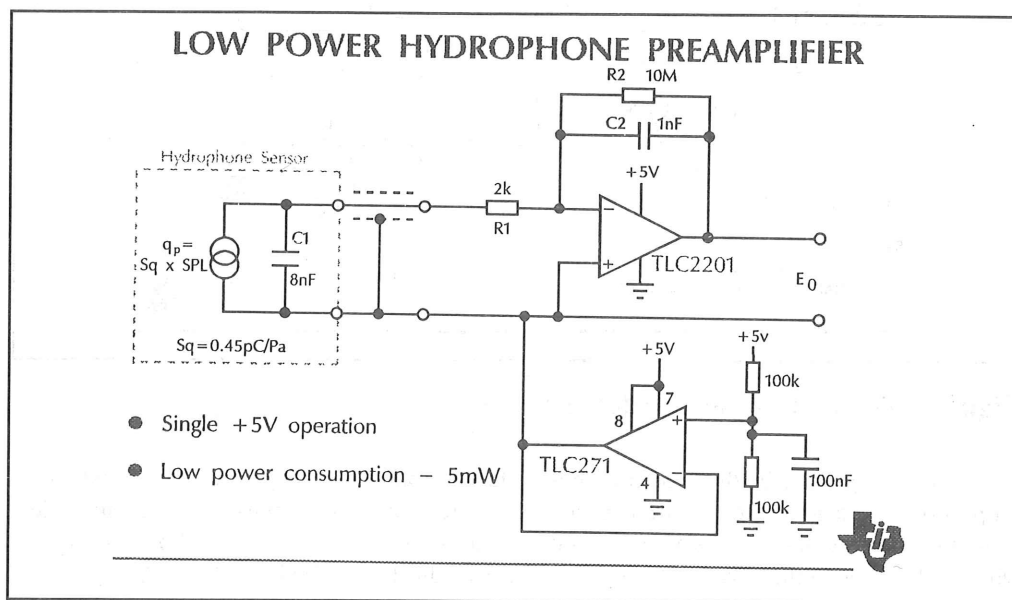 LOW POWER HYDROPHONE PREAMPLIFIER
R2 10M
C2 1nF
Hydrophone Sensor
+5V
2k
R1
−
+
TLC2201
qp=
Sq x SPL
C1
8nF
E0
Sq=0.45pC/Pa
+5V
+5v
100k
7
8
+
−
TLC271
4
100k
100nF
Single +5V operation
Low power consumption – 5mW
i